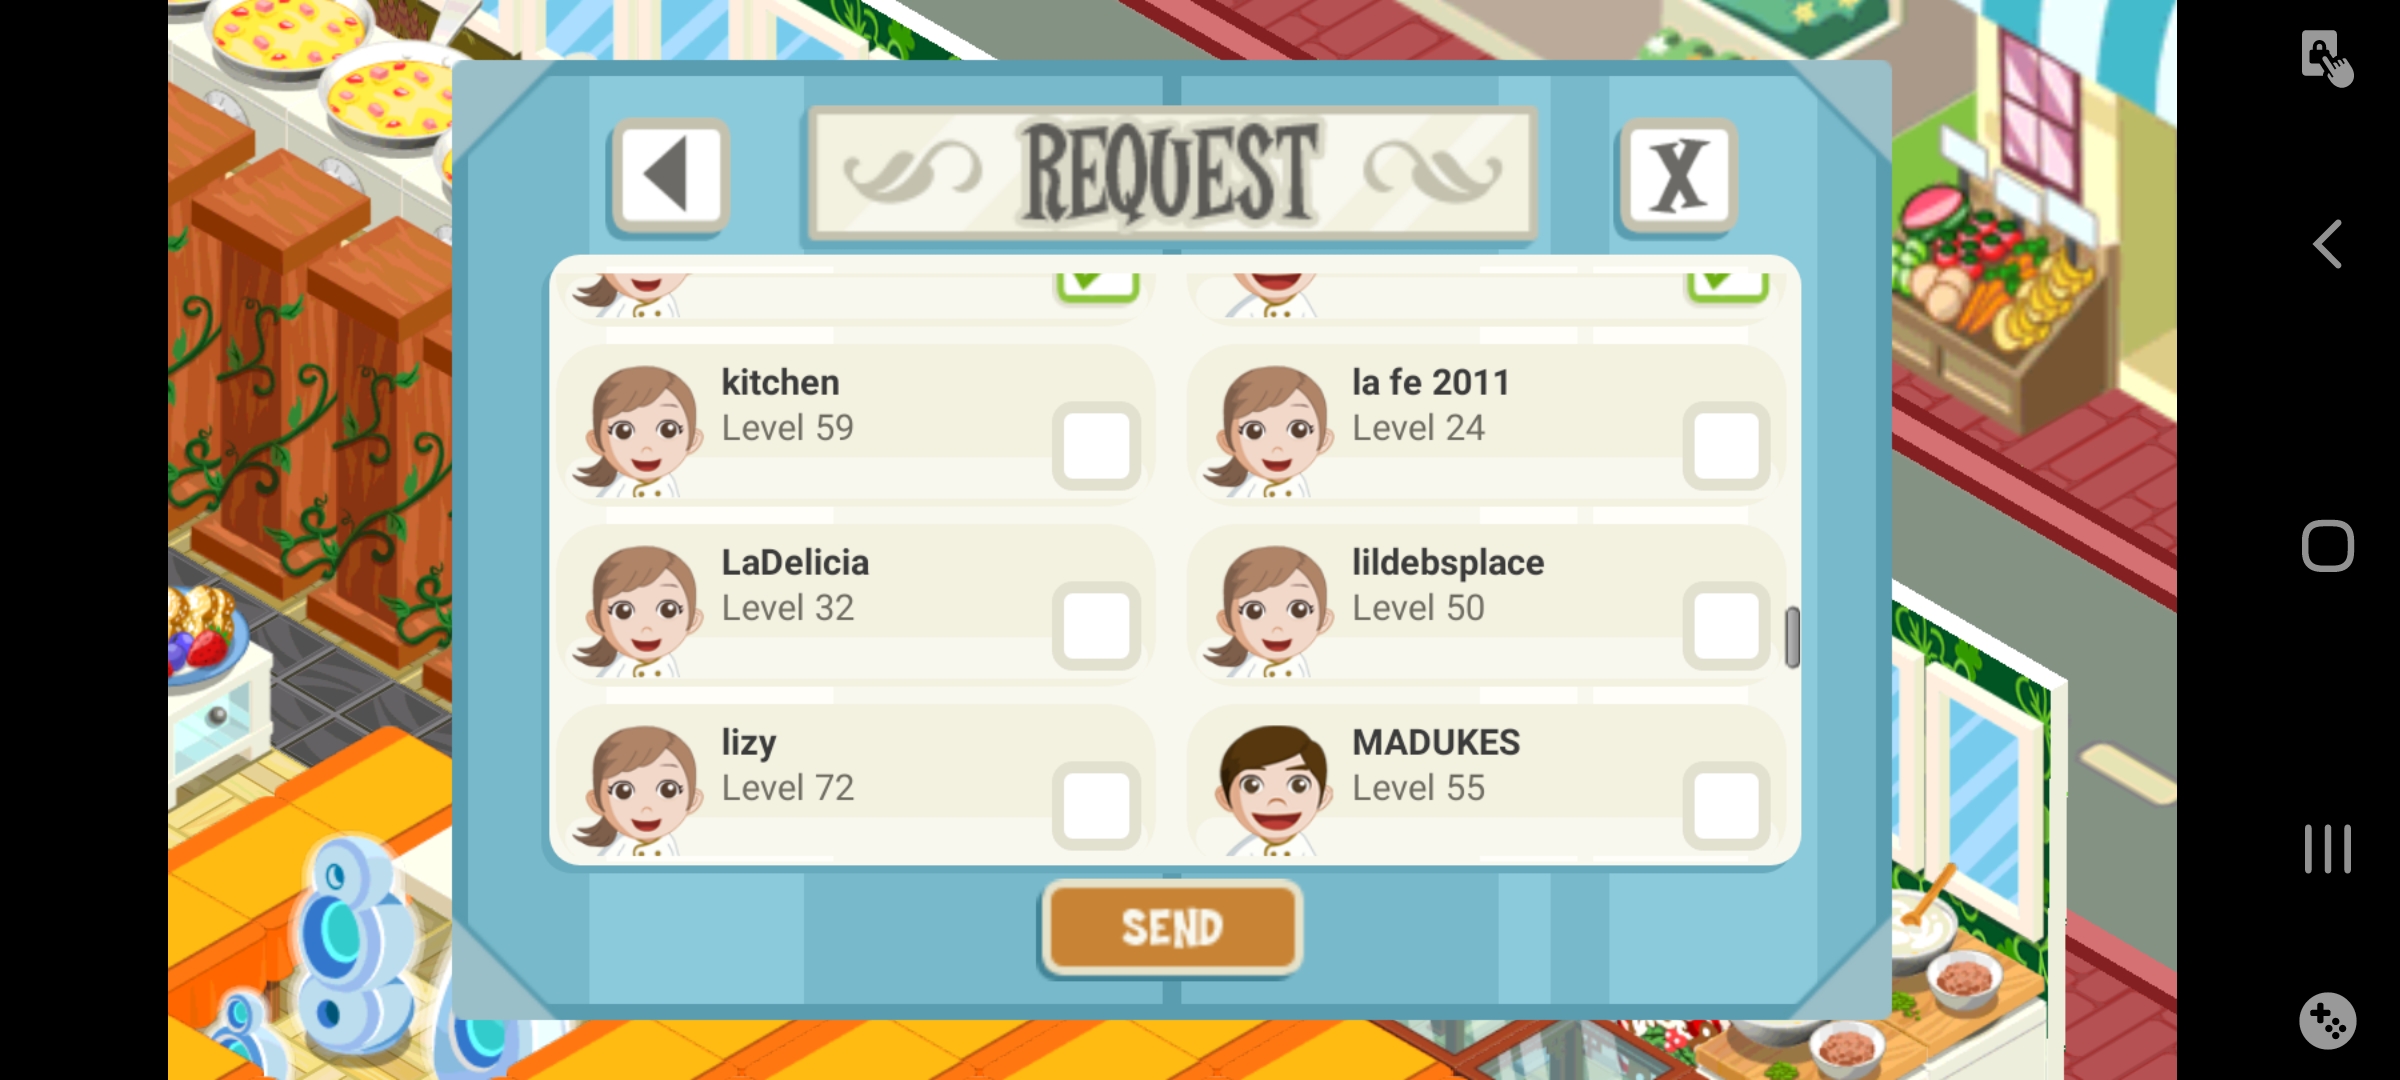 REQUEST
X
kitchen
Level 59
la fe 2011
Level 24
LaDelicia
Level 32
lildebsplace
Level 50
lizy
Level 72
MADUKES
Level 55
SEND